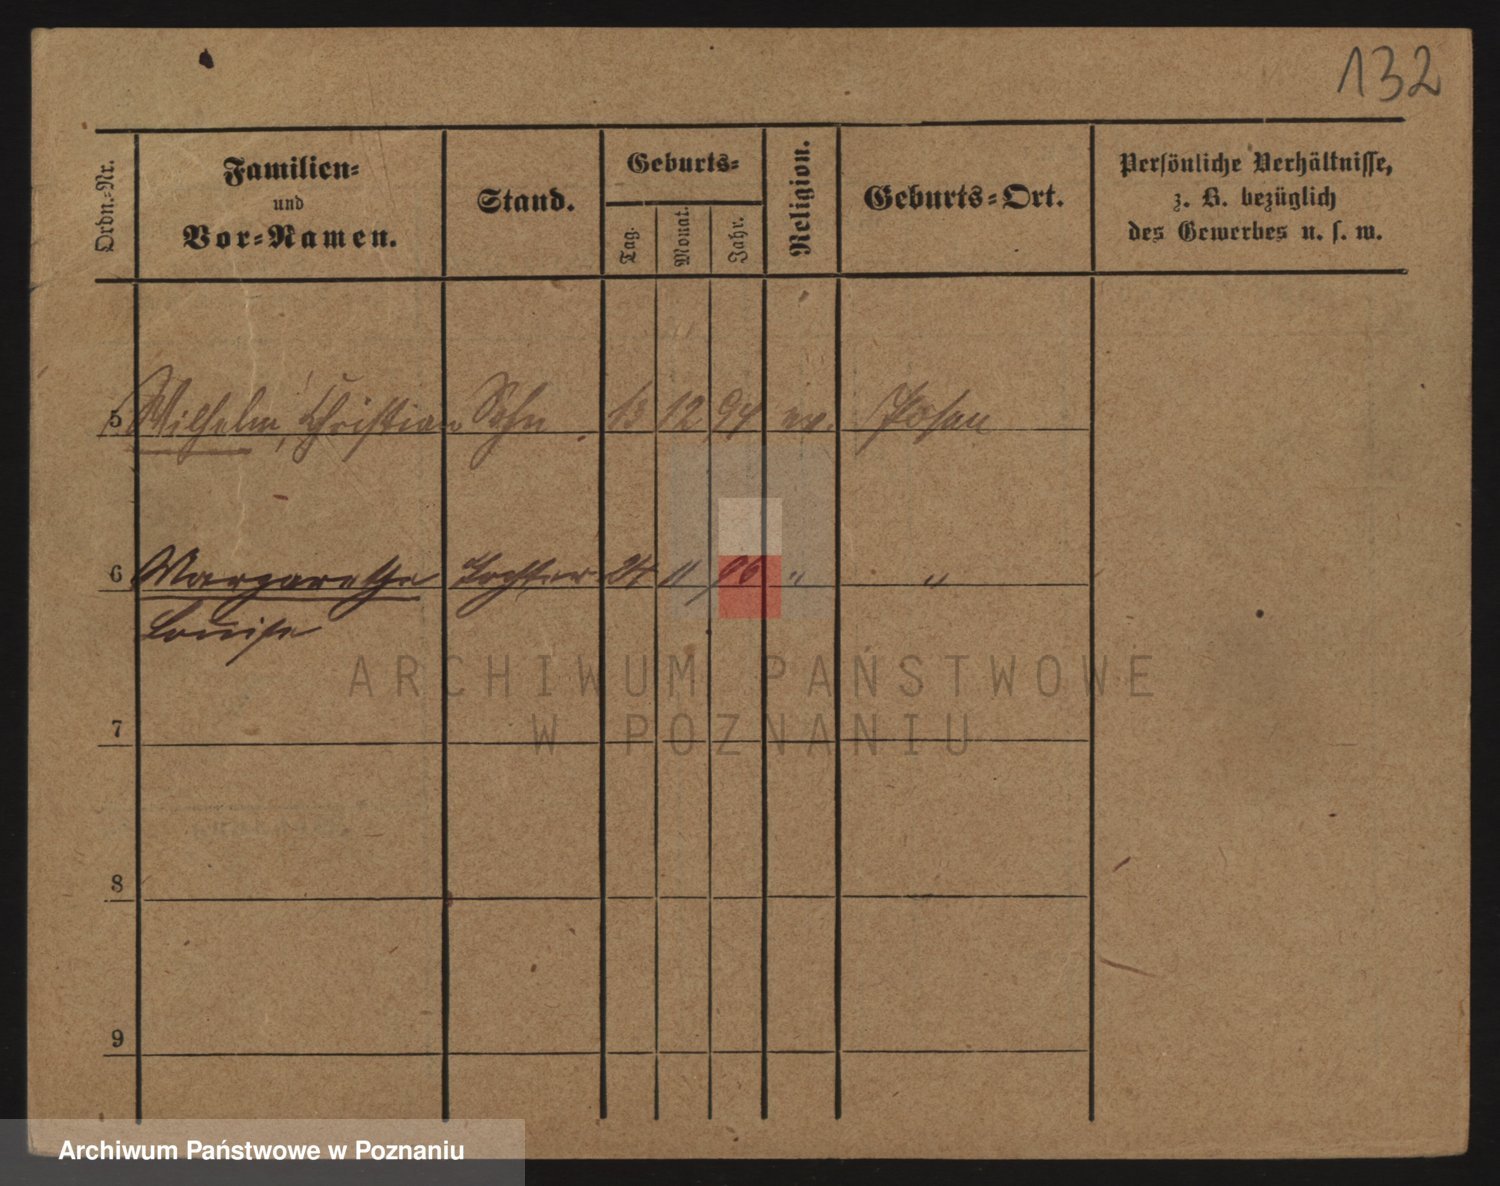 132
Ordn.-Nr.
Familien-
und
Vor-Namen.
Stand.
Geburts-
Tag.
Monat.
Jahr.
Religion.
Geburts-Ort.
Persönliche Verhältnisse,
z. B. bezüglich
des Gewerbes u. s. w.
5 Wilhelm, Christian Sohn 13 12 94 ev. Posen
6 Margarethe Tochter 24 11 96 " "
Louise
7
8
9
ARCHIWUM PAŃSTWOWE
W POZNANIU
Archiwum Państwowe w Poznaniu